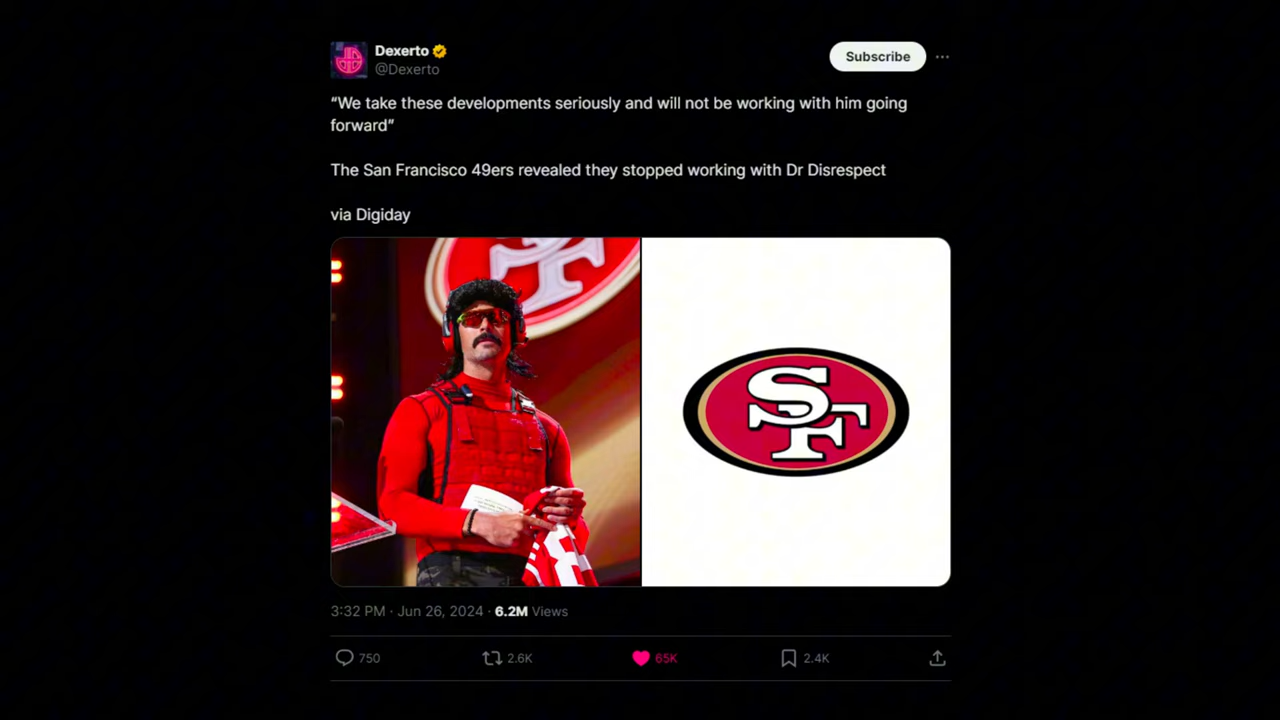 Dexerto
@Dexerto
Subscribe
“We take these developments seriously and will not be working with him going
forward”
The San Francisco 49ers revealed they stopped working with Dr Disrespect
via Digiday
SF
SF
3:32 PM · Jun 26, 2024 · 6.2M Views
750
2.6K
65K
2.4K